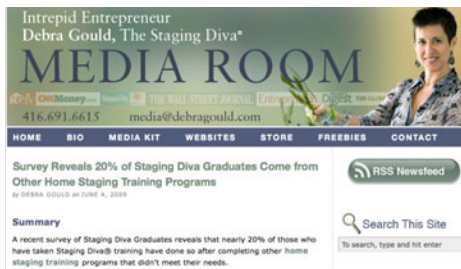 Intrepid Entrepreneur
Debra Gould, The Staging Diva®
MEDIA ROOM
CNNMoney.com THE WALL STREET JOURNAL Entrepreneur Digest
416.691.6615 media@debragould.com
HOME BIO MEDIA KIT WEBSITES STORE FREEBIES CONTACT
Survey Reveals 20% of Staging Diva Graduates Come from
Other Home Staging Training Programs
by DEBRA GOULD on JUNE 4, 2009
RSS Newsfeed
Summary
Search This Site
A recent survey of Staging Diva Graduates reveals that nearly 20% of those who
have taken Staging Diva® training have done so after completing other home
staging training programs that didn't meet their needs.
To search, type and hit enter